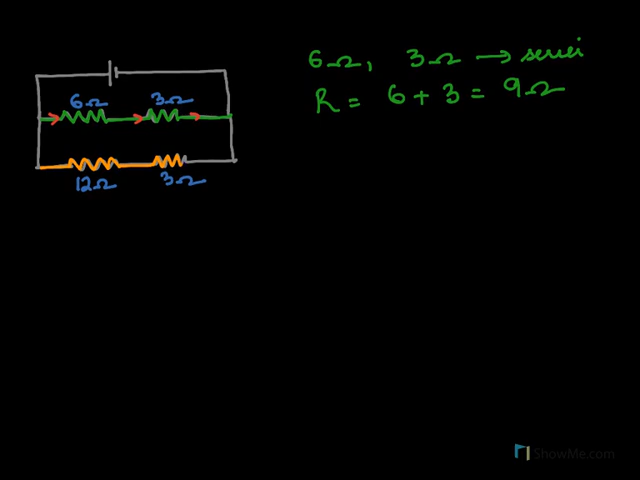 6Ω, 3Ω → series
R = 6 + 3 = 9Ω
6Ω 3Ω
12Ω 3Ω
ShowMe.com